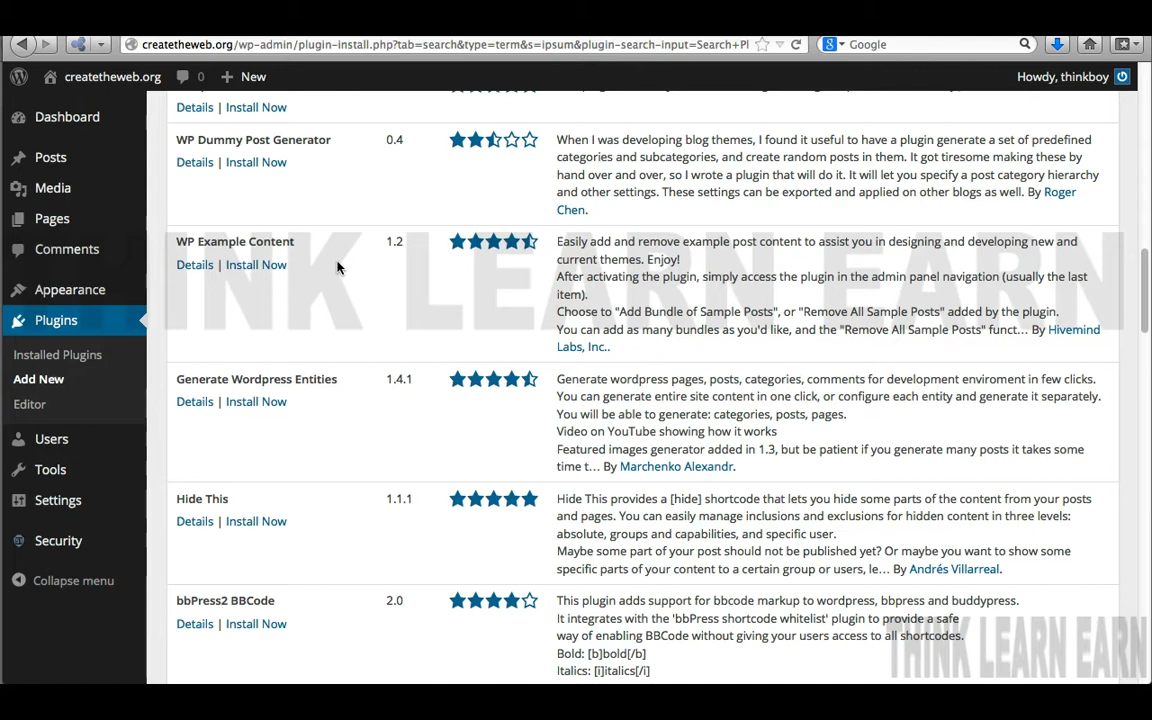 createtheweb.org/wp-admin/plugin-install.php?tab=search&type=term&s=ipsum&plugin-search-input=Search+Pl
Google
createtheweb.org 0 + New Howdy, thinkboy
Dashboard
Posts
Media
Pages
Comments
Appearance
Plugins
Installed Plugins
Add New
Editor
Users
Tools
Settings
Security
Collapse menu
Details | Install Now
WP Dummy Post Generator 0.4
Details | Install Now
When I was developing blog themes, I found it useful to have a plugin generate a set of predefined
categories and subcategories, and create random posts in them. It got tiresome making these by
hand over and over, so I wrote a plugin that will do it. It will let you specify a post category hierarchy
and other settings. These settings can be exported and applied on other blogs as well. By Roger
Chen.
WP Example Content 1.2
Details | Install Now
Easily add and remove example post content to assist you in designing and developing new and
current themes. Enjoy!
After activating the plugin, simply access the plugin in the admin panel navigation (usually the last
item).
Choose to "Add Bundle of Sample Posts", or "Remove All Sample Posts" added by the plugin.
You can add as many bundles as you'd like, and the "Remove All Sample Posts" funct... By Hivemind
Labs, Inc..
Generate Wordpress Entities 1.4.1
Details | Install Now
Generate wordpress pages, posts, categories, comments for development enviroment in few clicks.
You can generate entire site content in one click, or configure each entity and generate it separately.
You will be able to generate: categories, posts, pages.
Video on YouTube showing how it works
Featured images generator added in 1.3, but be patient if you generate many posts it takes some
time t... By Marchenko Alexandr.
Hide This 1.1.1
Details | Install Now
Hide This provides a [hide] shortcode that lets you hide some parts of the content from your posts
and pages. You can easily manage inclusions and exclusions for hidden content in three levels:
absolute, groups and capabilities, and specific user.
Maybe some part of your post should not be published yet? Or maybe you want to show some
specific parts of your content to a certain group or users, le... By Andrés Villarreal.
bbPress2 BBCode 2.0
Details | Install Now
This plugin adds support for bbcode markup to wordpress, bbpress and buddypress.
It integrates with the 'bbPress shortcode whitelist' plugin to provide a safe
way of enabling BBCode without giving your users access to all shortcodes.
Bold: [b]bold[/b]
Italics: [i]italics[/i]
THINK LEARN EARN
THINK LEARN EARN